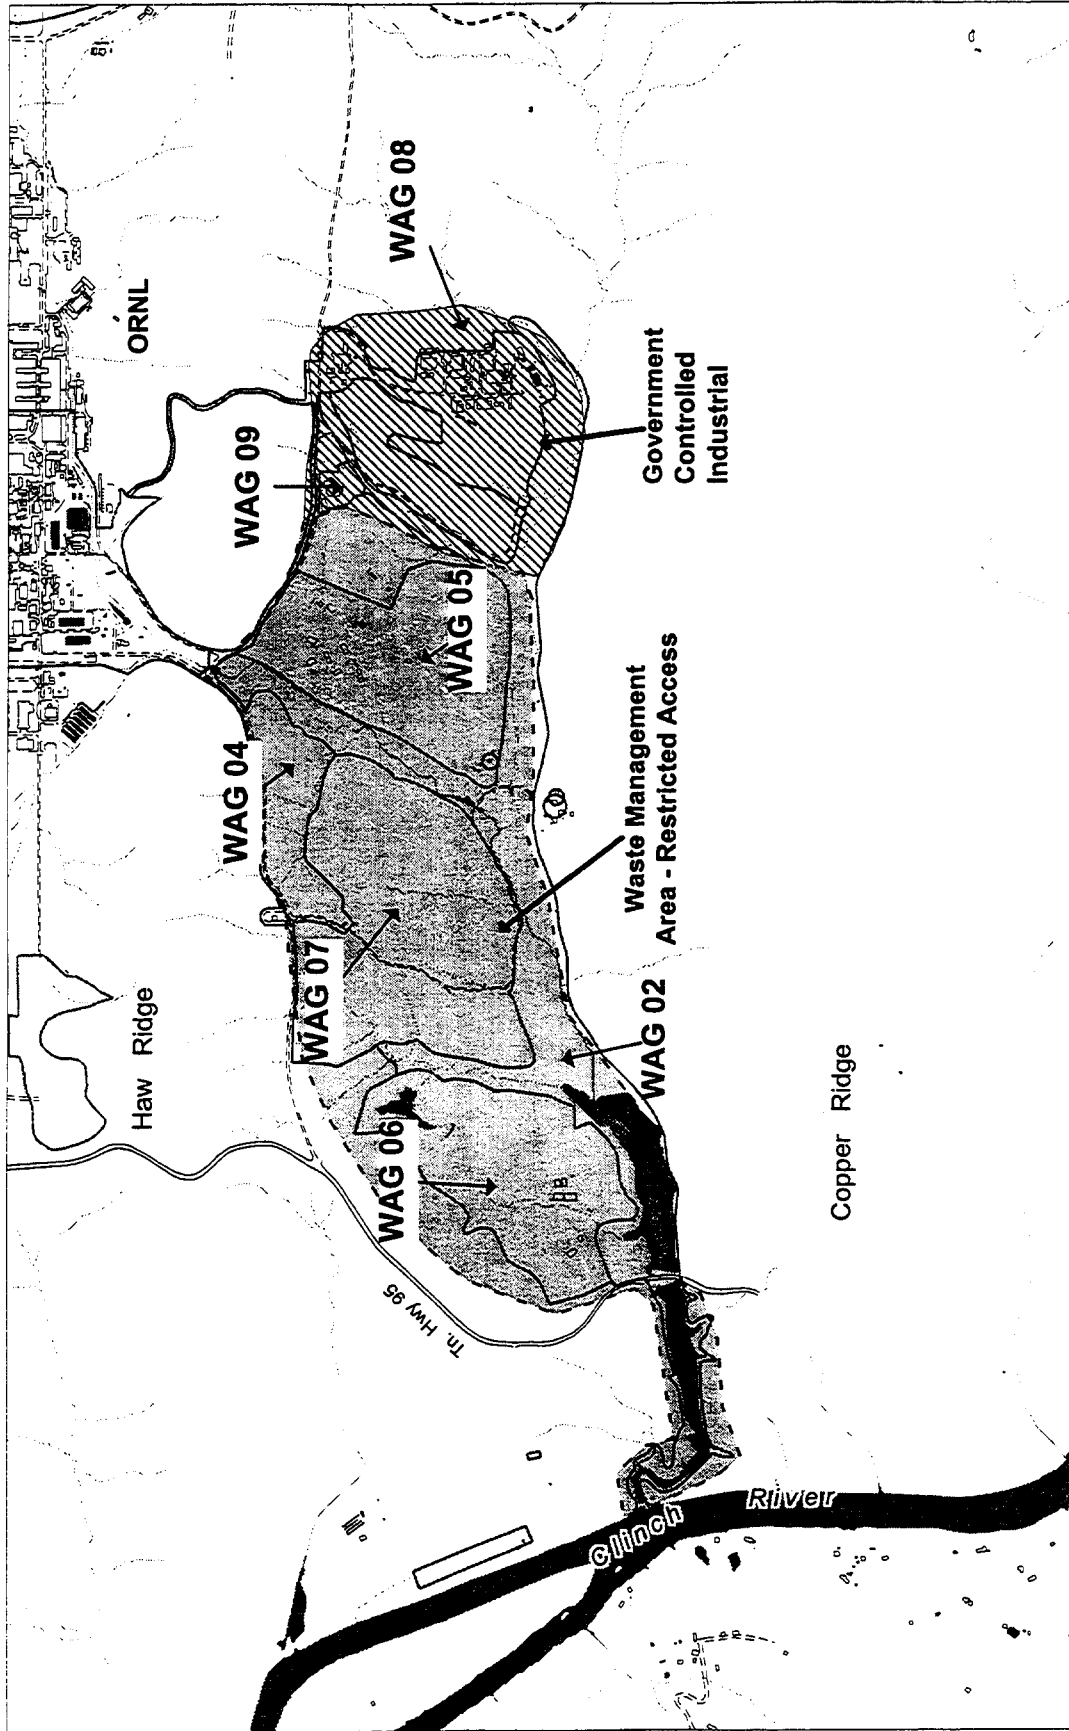 ORNL
WAG 08
WAG 09
Government
Controlled
Industrial
WAG 05
WAG 04
Waste Management
Area - Restricted Access
WAG 07
WAG 02
Haw Ridge
WAG 06
Copper Ridge
Tn. Hwy 95
Clinch River